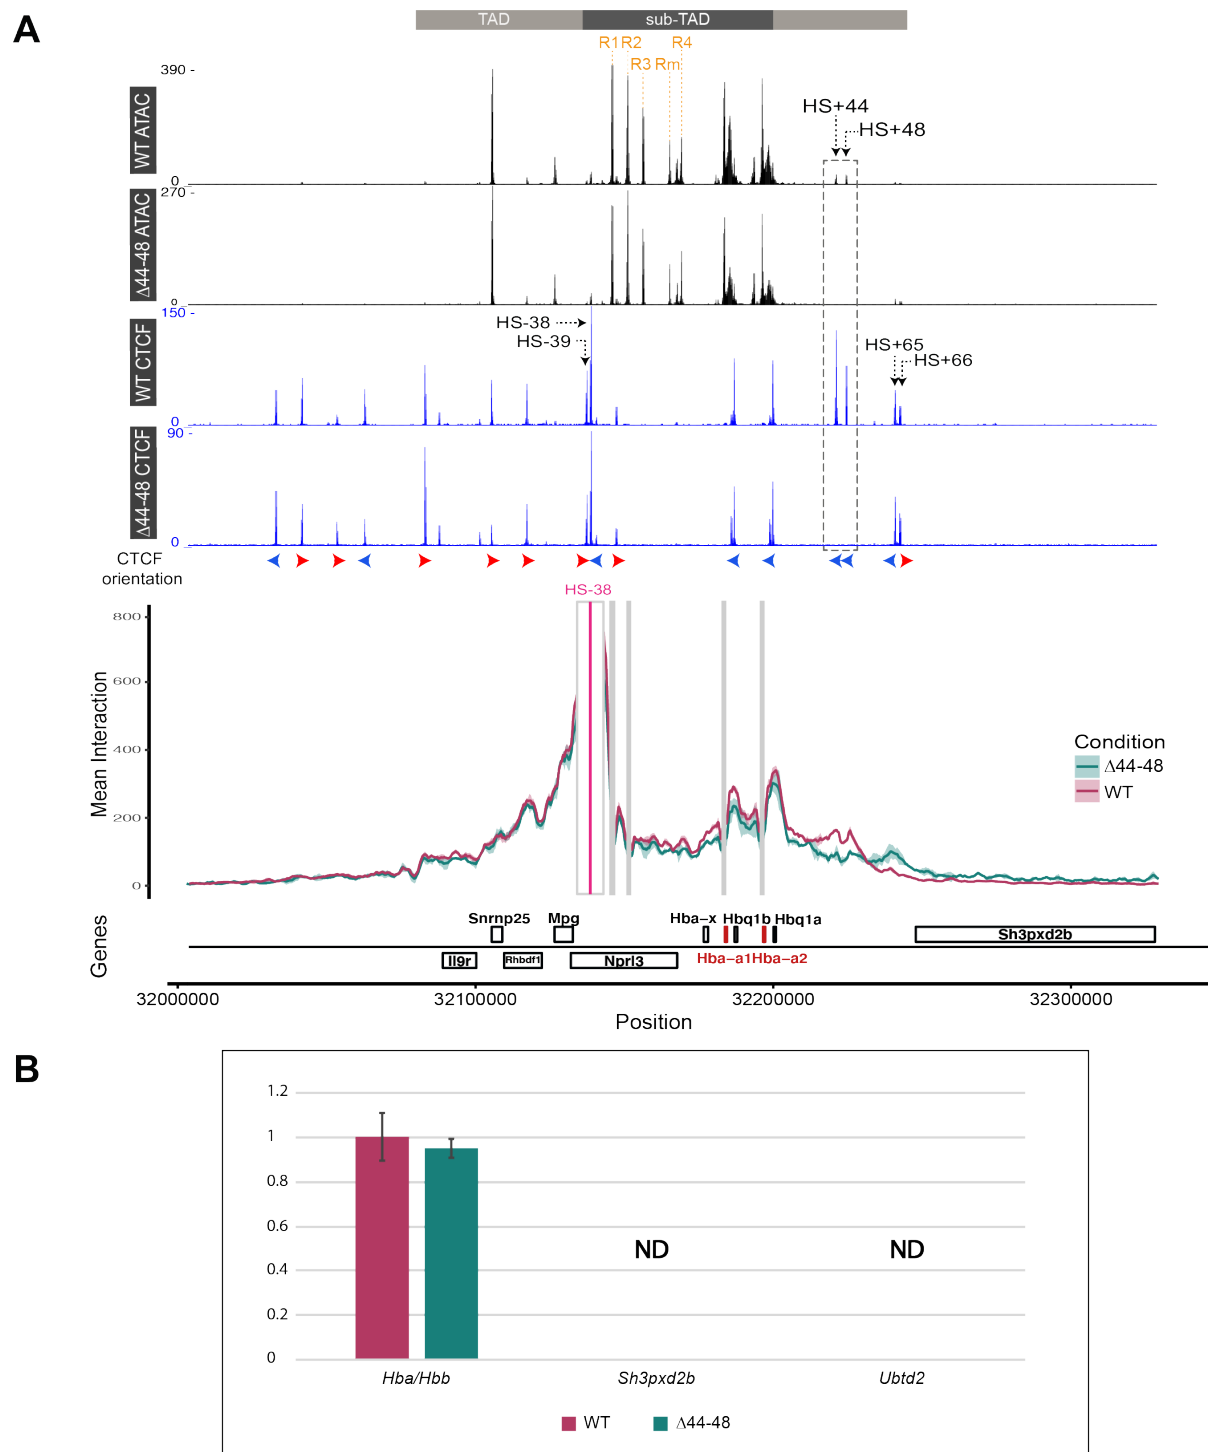 A
TAD
sub-TAD
R1 R2
R4
R3 Rm
390
WT ATAC
HS+44
HS+48
0
270
Δ44-48 ATAC
0
150
WT CTCF
HS-38
HS-39
HS+65
HS+66
0
90
Δ44-48 CTCF
0
CTCF
orientation
HS-38
800
600
400
200
0
Mean Interaction
Condition
Δ44-48
WT
Genes
Snrnp25
Mpg
Hba-x
Hbq1b
Hbq1a
Sh3pxd2b
Il9r
Rhbdf1
Nprl3
Hba-a1
Hba-a2
32000000
32100000
32200000
32300000
Position
B
1.2
1
0.8
0.6
0.4
0.2
0
ND
ND
Hba/Hbb
Sh3pxd2b
Ubtd2
WT
Δ44-48